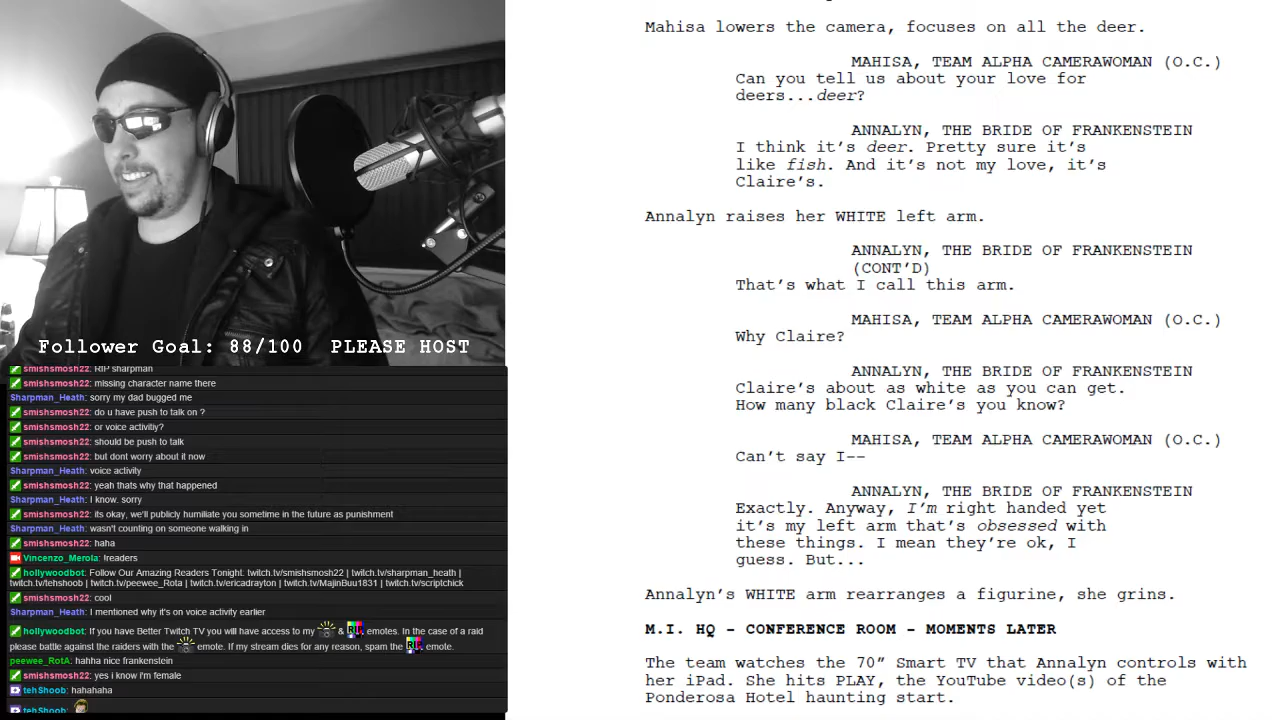 Mahisa lowers the camera, focuses on all the deer.
MAHISA, TEAM ALPHA CAMERAWOMAN (O.C.)
Can you tell us about your love for
deers...deer?
ANNALYN, THE BRIDE OF FRANKENSTEIN
I think it's deer. Pretty sure it's
like fish. And it's not my love, it's
Claire's.
Annalyn raises her WHITE left arm.
ANNALYN, THE BRIDE OF FRANKENSTEIN
(CONT'D)
That's what I call this arm.
MAHISA, TEAM ALPHA CAMERAWOMAN (O.C.)
Why Claire?
ANNALYN, THE BRIDE OF FRANKENSTEIN
Claire's about as white as you can get.
How many black Claire's you know?
MAHISA, TEAM ALPHA CAMERAWOMAN (O.C.)
Can't say I--
ANNALYN, THE BRIDE OF FRANKENSTEIN
Exactly. Anyway, I'm right handed yet
it's my left arm that's obsessed with
these things. I mean they're ok, I
guess. But...
Annalyn's WHITE arm rearranges a figurine, she grins.
M.I. HQ - CONFERENCE ROOM - MOMENTS LATER
The team watches the 70" Smart TV that Annalyn controls with
her iPad. She hits PLAY, the YouTube video(s) of the
Ponderosa Hotel haunting start.
Follower Goal: 88/100 PLEASE HOST
smishsmosh22: RIP sharpman
smishsmosh22: missing character name there
Sharpman_Heath: sorry my dad bugged me
smishsmosh22: do u have push to talk on ?
smishsmosh22: or voice activitiy?
smishsmosh22: should be push to talk
smishsmosh22: but dont worry about it now
Sharpman_Heath: voice activity
smishsmosh22: yeah thats why that happened
Sharpman_Heath: I know. sorry
smishsmosh22: its okay, we'll publicly humiliate you sometime in the future as punishment
Sharpman_Heath: wasn't counting on someone walking in
smishsmosh22: haha
Vincenzo_Merola: !readers
hollywoodbot: Follow Our Amazing Readers Tonight: twitch.tv/smishsmosh22 | twitch.tv/sharpman_heath |
twitch.tv/tehshoob | twitch.tv/peewee_Rota | twitch.tv/ericadrayton | twitch.tv/MajinBuu1831 | twitch.tv/scriptchick
smishsmosh22: cool
Sharpman_Heath: I mentioned why it's on voice activity earlier
hollywoodbot: If you have Better Twitch TV you will have access to my & emotes. In the case of a raid
please battle against the raiders with the emote. If my stream dies for any reason, spam the emote.
peewee_RotA: hahha nice frankenstein
smishsmosh22: yes i know i'm female
tehShoob: hahahaha
tehShoob: